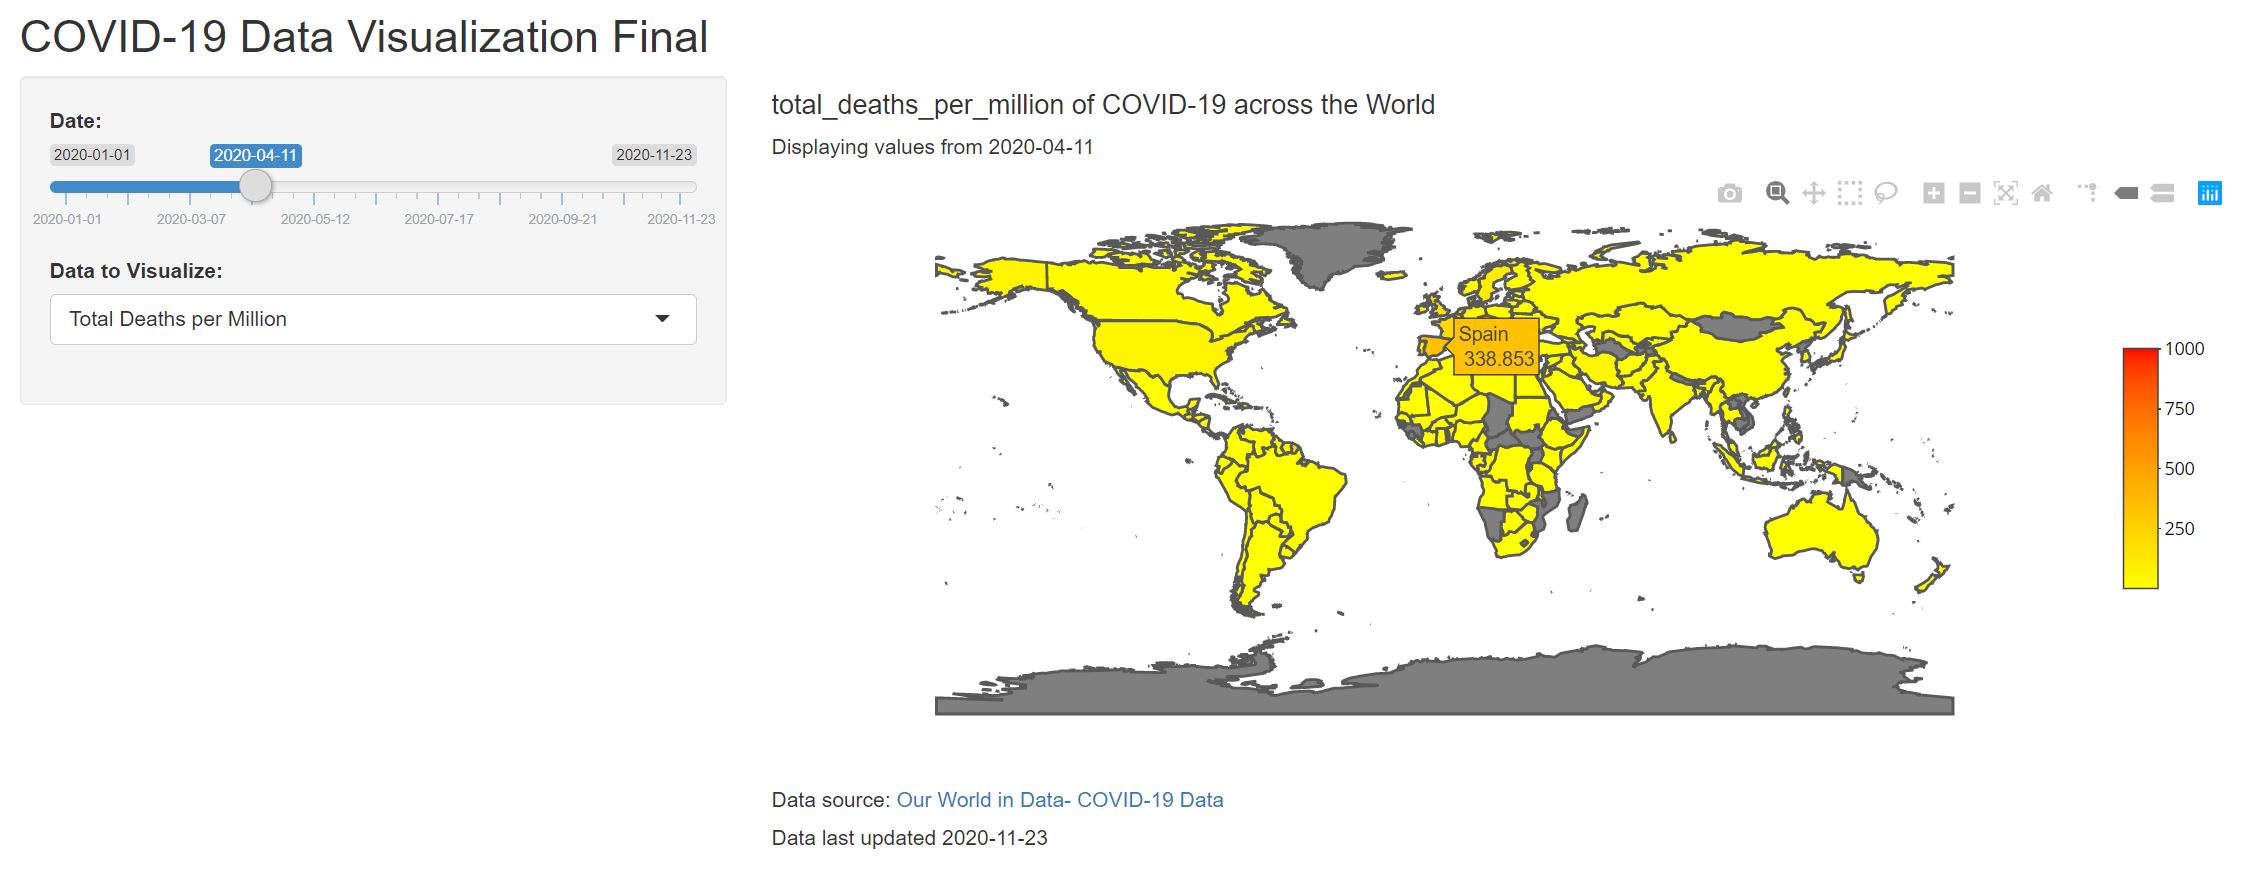 COVID-19 Data Visualization Final
Date:
2020-01-01 2020-04-11 2020-11-23
2020-01-01 2020-03-07 2020-05-12 2020-07-17 2020-09-21 2020-11-23
Data to Visualize:
Total Deaths per Million
total_deaths_per_million of COVID-19 across the World
Displaying values from 2020-04-11
Spain
338.853
1000
750
500
250
Data source: Our World in Data- COVID-19 Data
Data last updated 2020-11-23